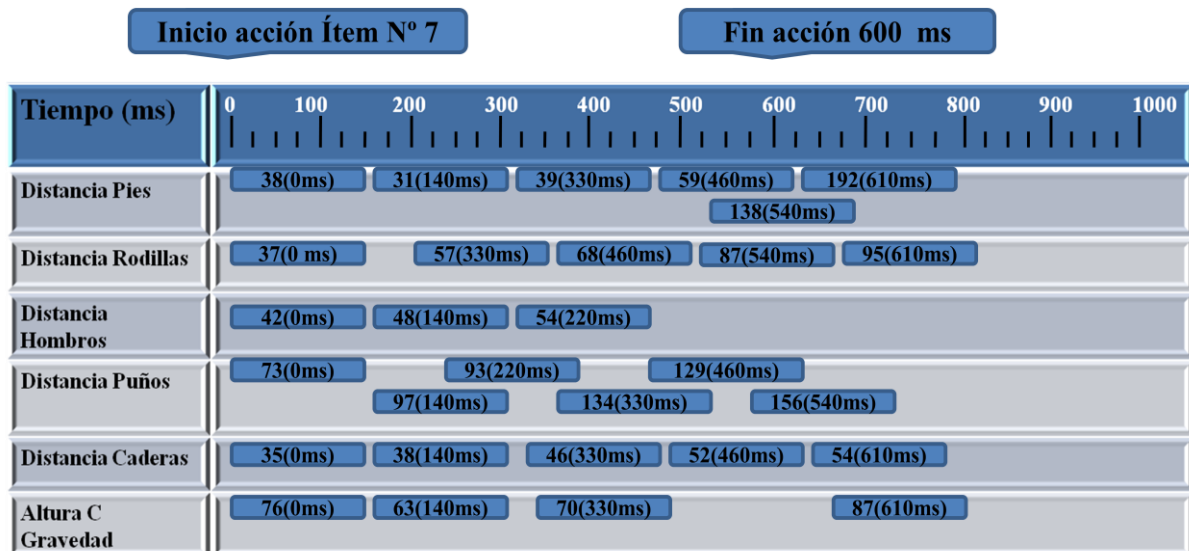 Inicio acción Ítem Nº 7
Fin acción 600 ms
Tiempo (ms)
0 100 200 300 400 500 600 700 800 900 1000
Distancia Pies
38(0ms) 31(140ms) 39(330ms) 59(460ms) 192(610ms)
138(540ms)
Distancia Rodillas
37(0 ms) 57(330ms) 68(460ms) 87(540ms) 95(610ms)
Distancia
Hombros
42(0ms) 48(140ms) 54(220ms)
Distancia Puños
73(0ms) 93(220ms) 129(460ms)
97(140ms) 134(330ms) 156(540ms)
Distancia Caderas
35(0ms) 38(140ms) 46(330ms) 52(460ms) 54(610ms)
Altura C
Gravedad
76(0ms) 63(140ms) 70(330ms) 87(610ms)